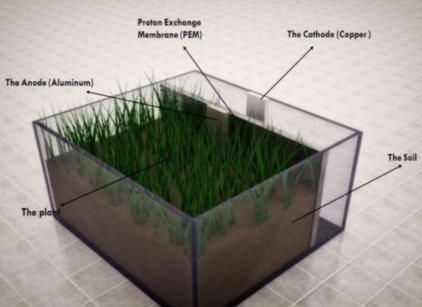 Proton Exchange
Membrane (PEM)
The Cathode (Copper )
The Anode (Aluminum)
The Soil
The plant